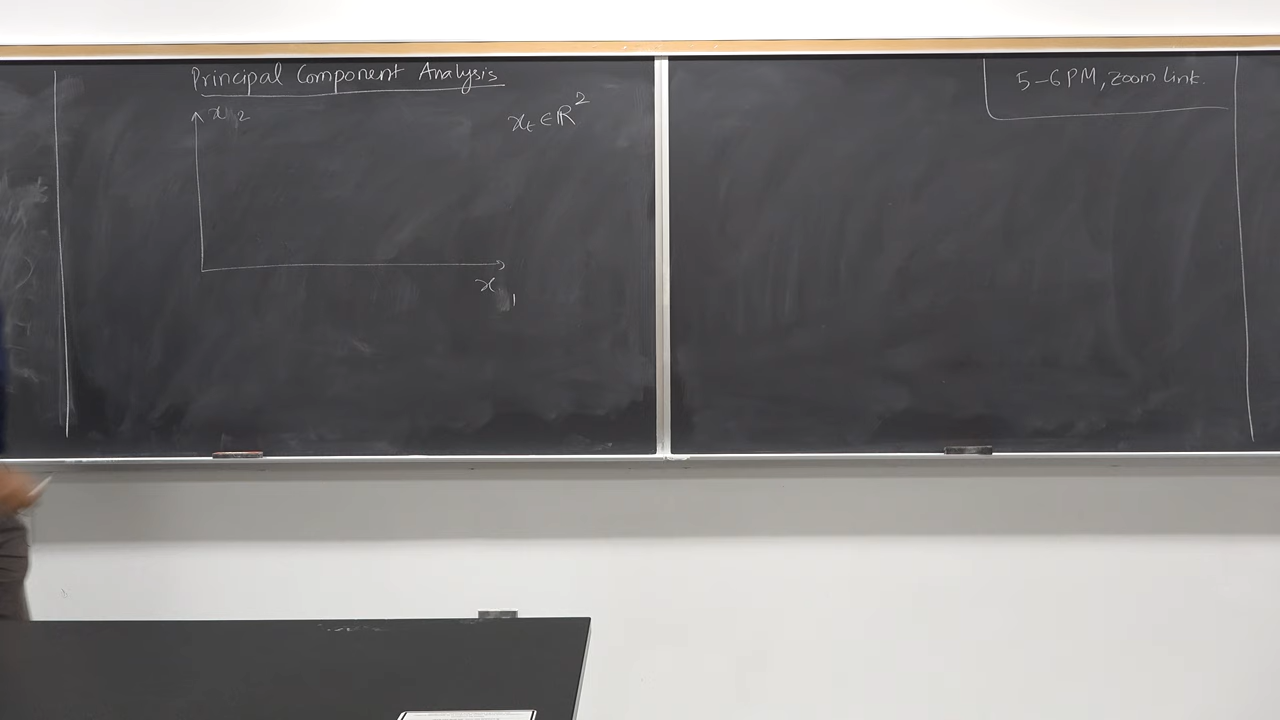 Principal Component Analysis
x₂
xₜ ∈ ℝ²
x₁
5-6 PM, Zoom Link.